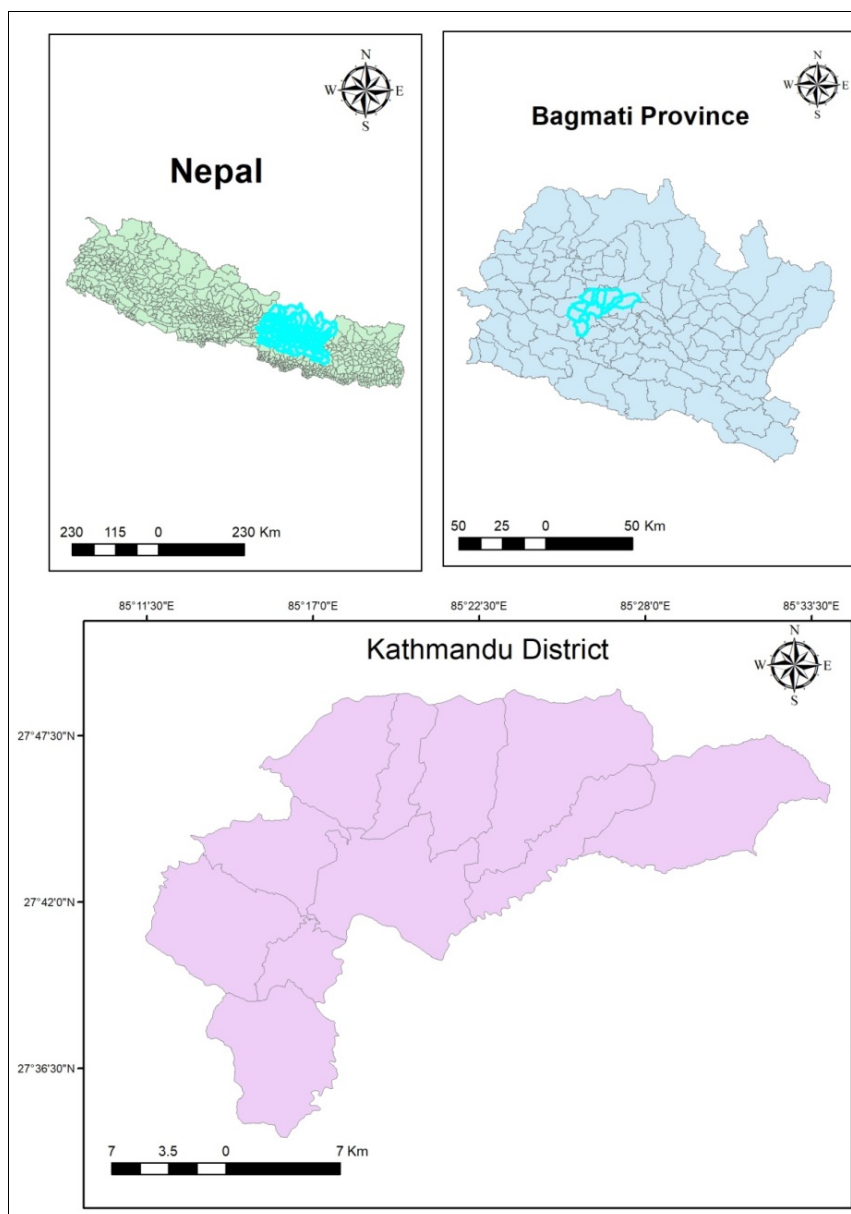 N
W E
S
Nepal
230 115 0 230 Km
N
W E
S
Bagmati Province
50 25 0 50 Km
85°11'30"E 85°17'0"E 85°22'30"E 85°28'0"E 85°33'30"E
Kathmandu District
N
W E
S
27°47'30"N
27°42'0"N
27°36'30"N
7 3.5 0 7 Km